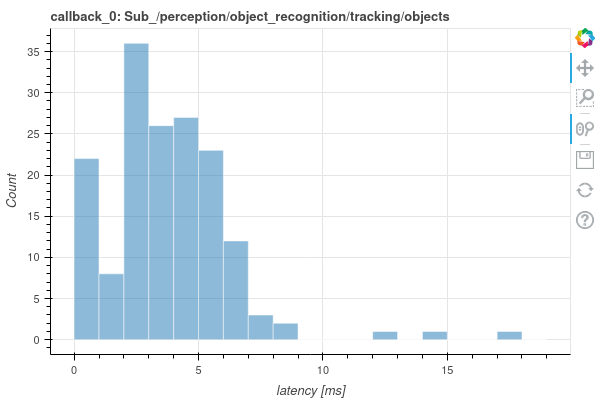 callback_0: Sub_/perception/object_recognition/tracking/objects
Count
35
30
25
20
15
10
5
0
0 5 10 15
latency [ms]